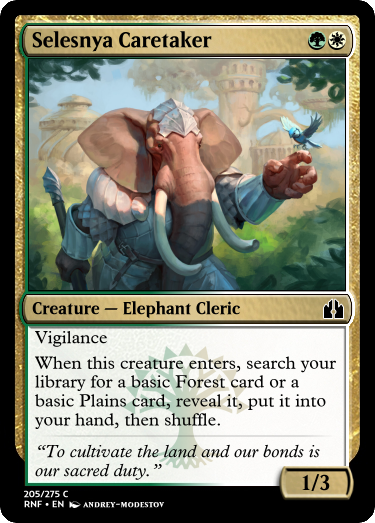 Selesnya Caretaker
Creature — Elephant Cleric
Vigilance
When this creature enters, search your
library for a basic Forest card or a
basic Plains card, reveal it, put it into
your hand, then shuffle.
“To cultivate the land and our bonds is
our sacred duty.”
1/3
205/275 C
RNF • EN ANDREY-MODESTOV